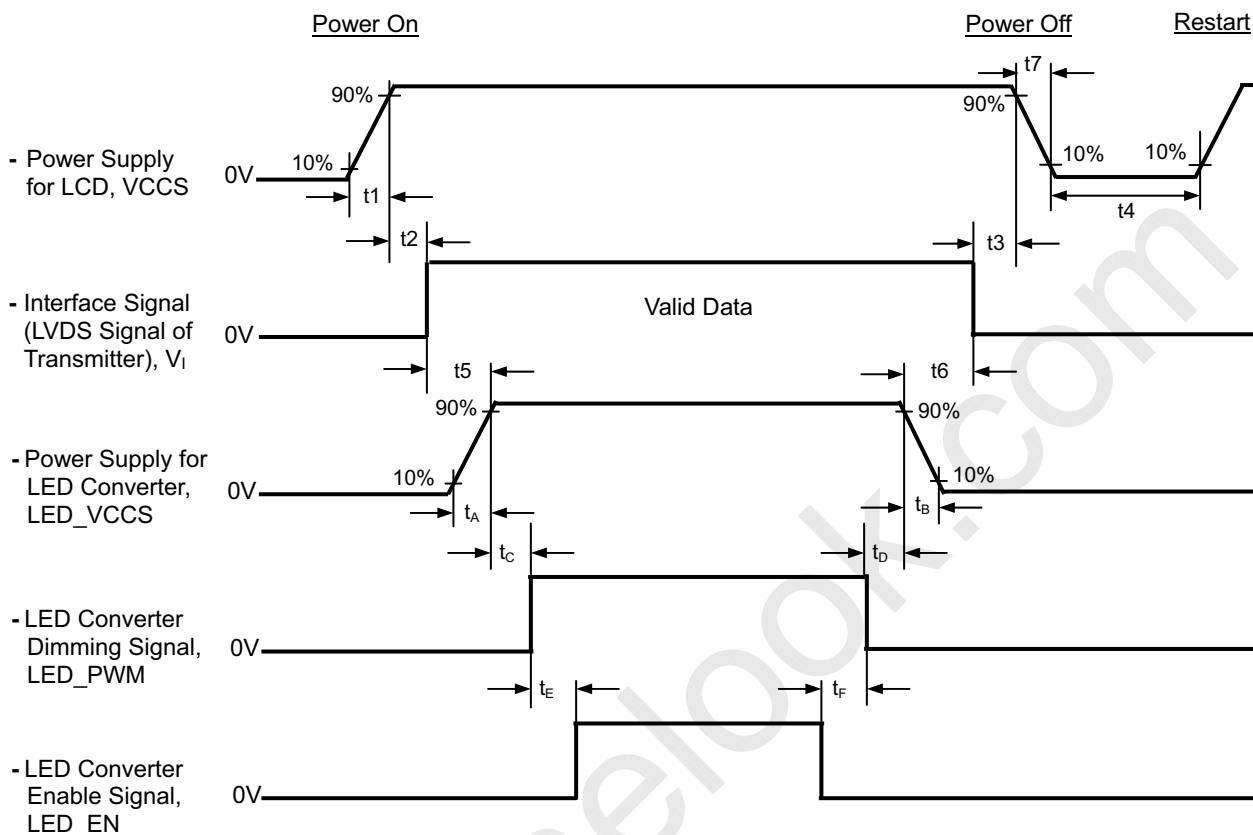 Power On
Power Off
Restart
t7
90%
90%
- Power Supply
for LCD, VCCS
0V
10%
10%
10%
t1
t4
t2
t3
- Interface Signal
(LVDS Signal of
Transmitter), VI
0V
Valid Data
t5
t6
90%
90%
- Power Supply for
LED Converter,
LED_VCCS
0V
10%
10%
tA
tB
tC
tD
- LED Converter
Dimming Signal,
LED_PWM
0V
tE
tF
- LED Converter
Enable Signal,
LED_EN
0V
elook.com